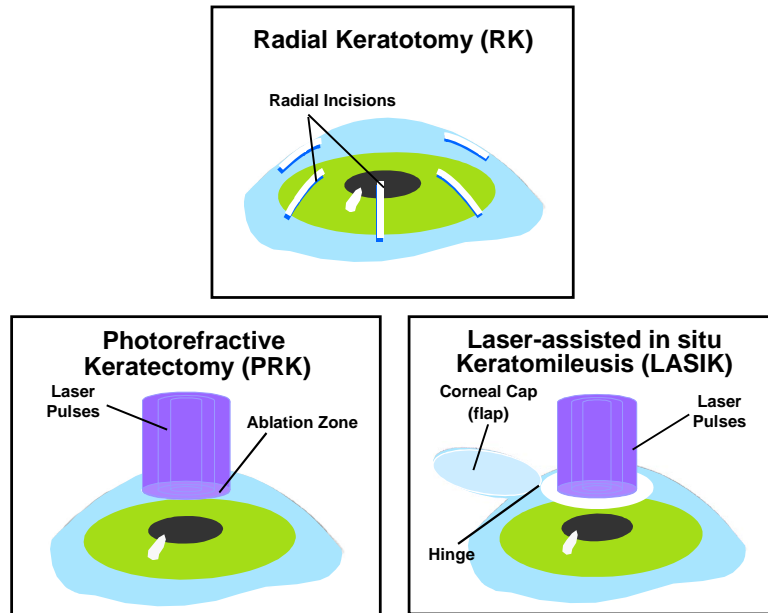 Radial Keratotomy (RK)
Radial Incisions
Photorefractive
Keratectomy (PRK)
Laser
Pulses
Ablation Zone
Laser-assisted in situ
Keratomileusis (LASIK)
Corneal Cap
(flap)
Laser
Pulses
Hinge